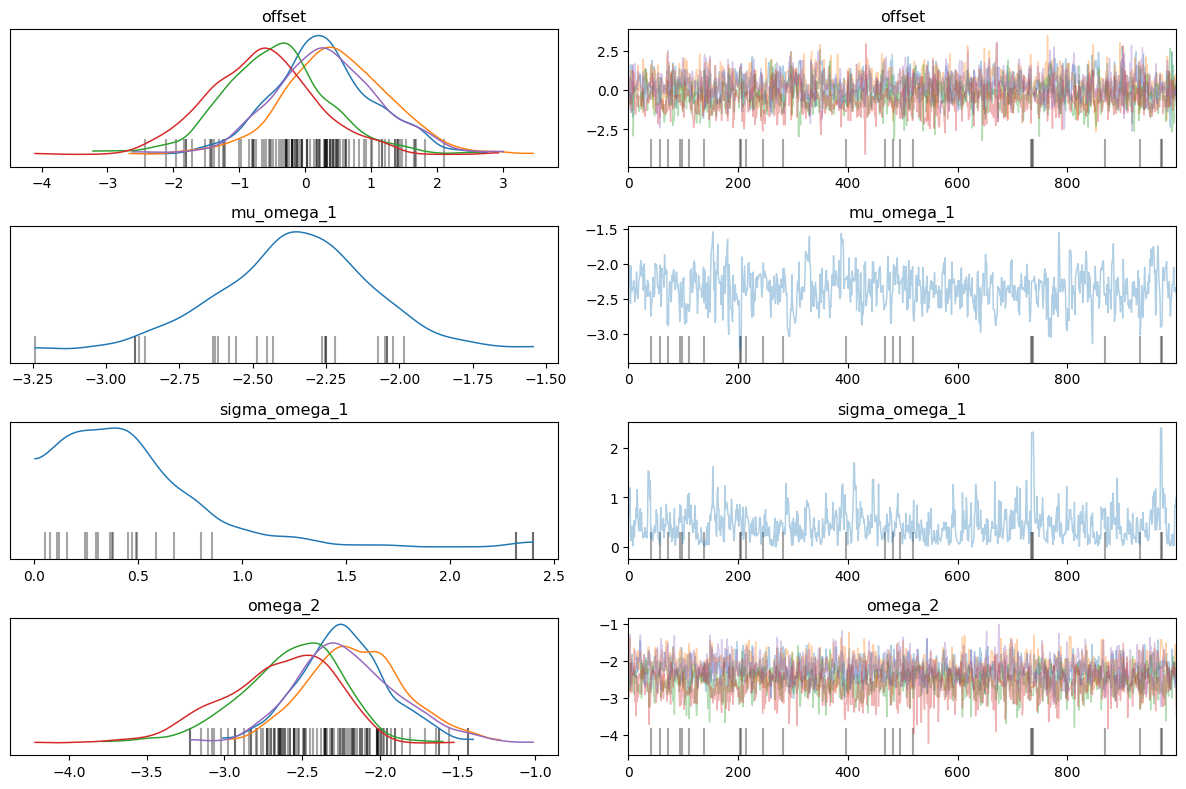 offset offset
2.5
0.0
−2.5
−4 −3 −2 −1 0 1 2 3 0 200 400 600 800
mu_omega_1 mu_omega_1
−1.5
−2.0
−2.5
−3.0
−3.25 −3.00 −2.75 −2.50 −2.25 −2.00 −1.75 −1.50 0 200 400 600 800
sigma_omega_1 sigma_omega_1
2
1
0
0.0 0.5 1.0 1.5 2.0 2.5 0 200 400 600 800
omega_2 omega_2
−1
−2
−3
−4
−4.0 −3.5 −3.0 −2.5 −2.0 −1.5 −1.0 0 200 400 600 800